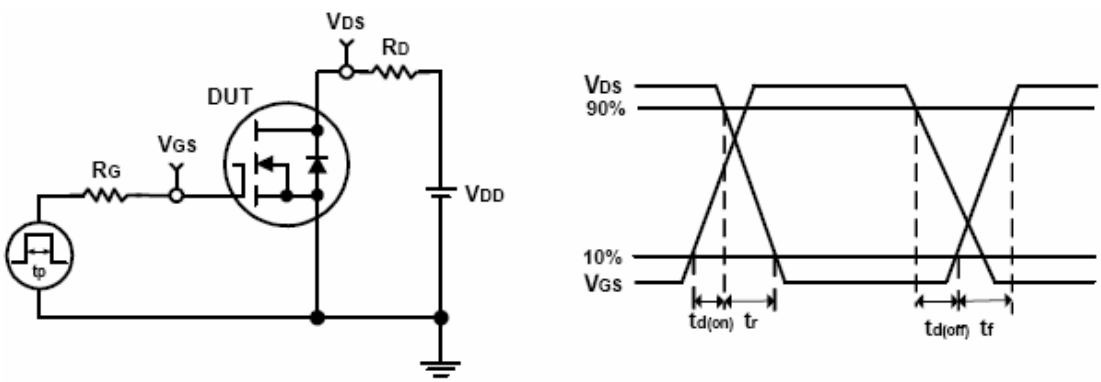 VDS
RD
DUT
VGS
RG
VDD
tp
VDS
90%
10%
VGS
td(on) tr
td(off) tf